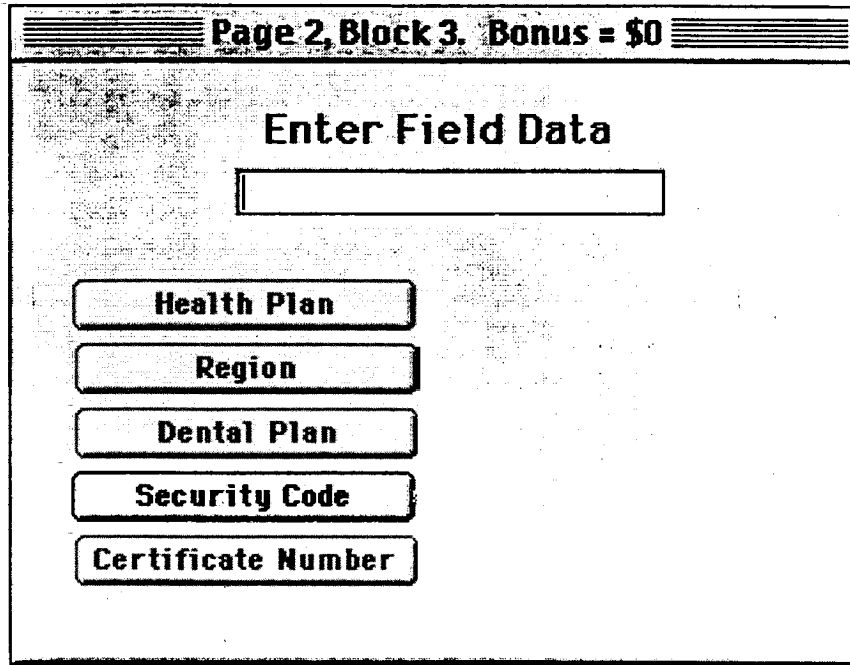 Page 2, Block 3. Bonus = $0
Enter Field Data
Health Plan
Region
Dental Plan
Security Code
Certificate Number